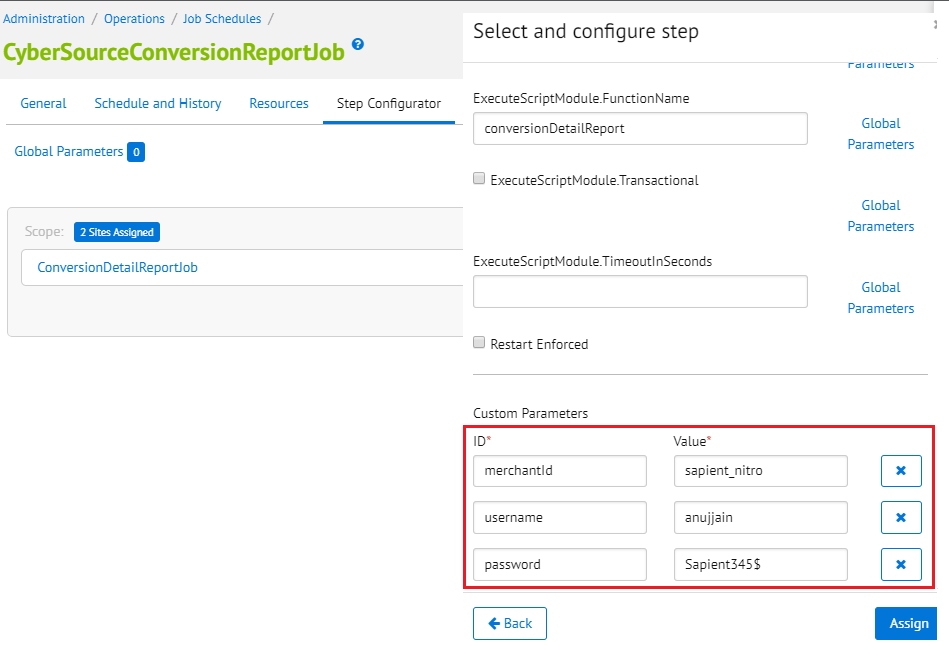 Administration / Operations / Job Schedules /
CyberSourceConversionReportJob ?
General Schedule and History Resources Step Configurator
Global Parameters 0
Scope: 2 Sites Assigned
ConversionDetailReportJob
Select and configure step
Parameters
ExecuteScriptModule.FunctionName
conversionDetailReport
Global
Parameters
ExecuteScriptModule.Transactional
Global
Parameters
ExecuteScriptModule.TimeoutInSeconds
Global
Parameters
Restart Enforced
Custom Parameters
ID* Value*
merchantId sapient_nitro
username anujjain
password Sapient345$
Back Assign